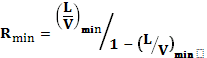 R_min = (L/V)_min / 1 − (L/V)_min